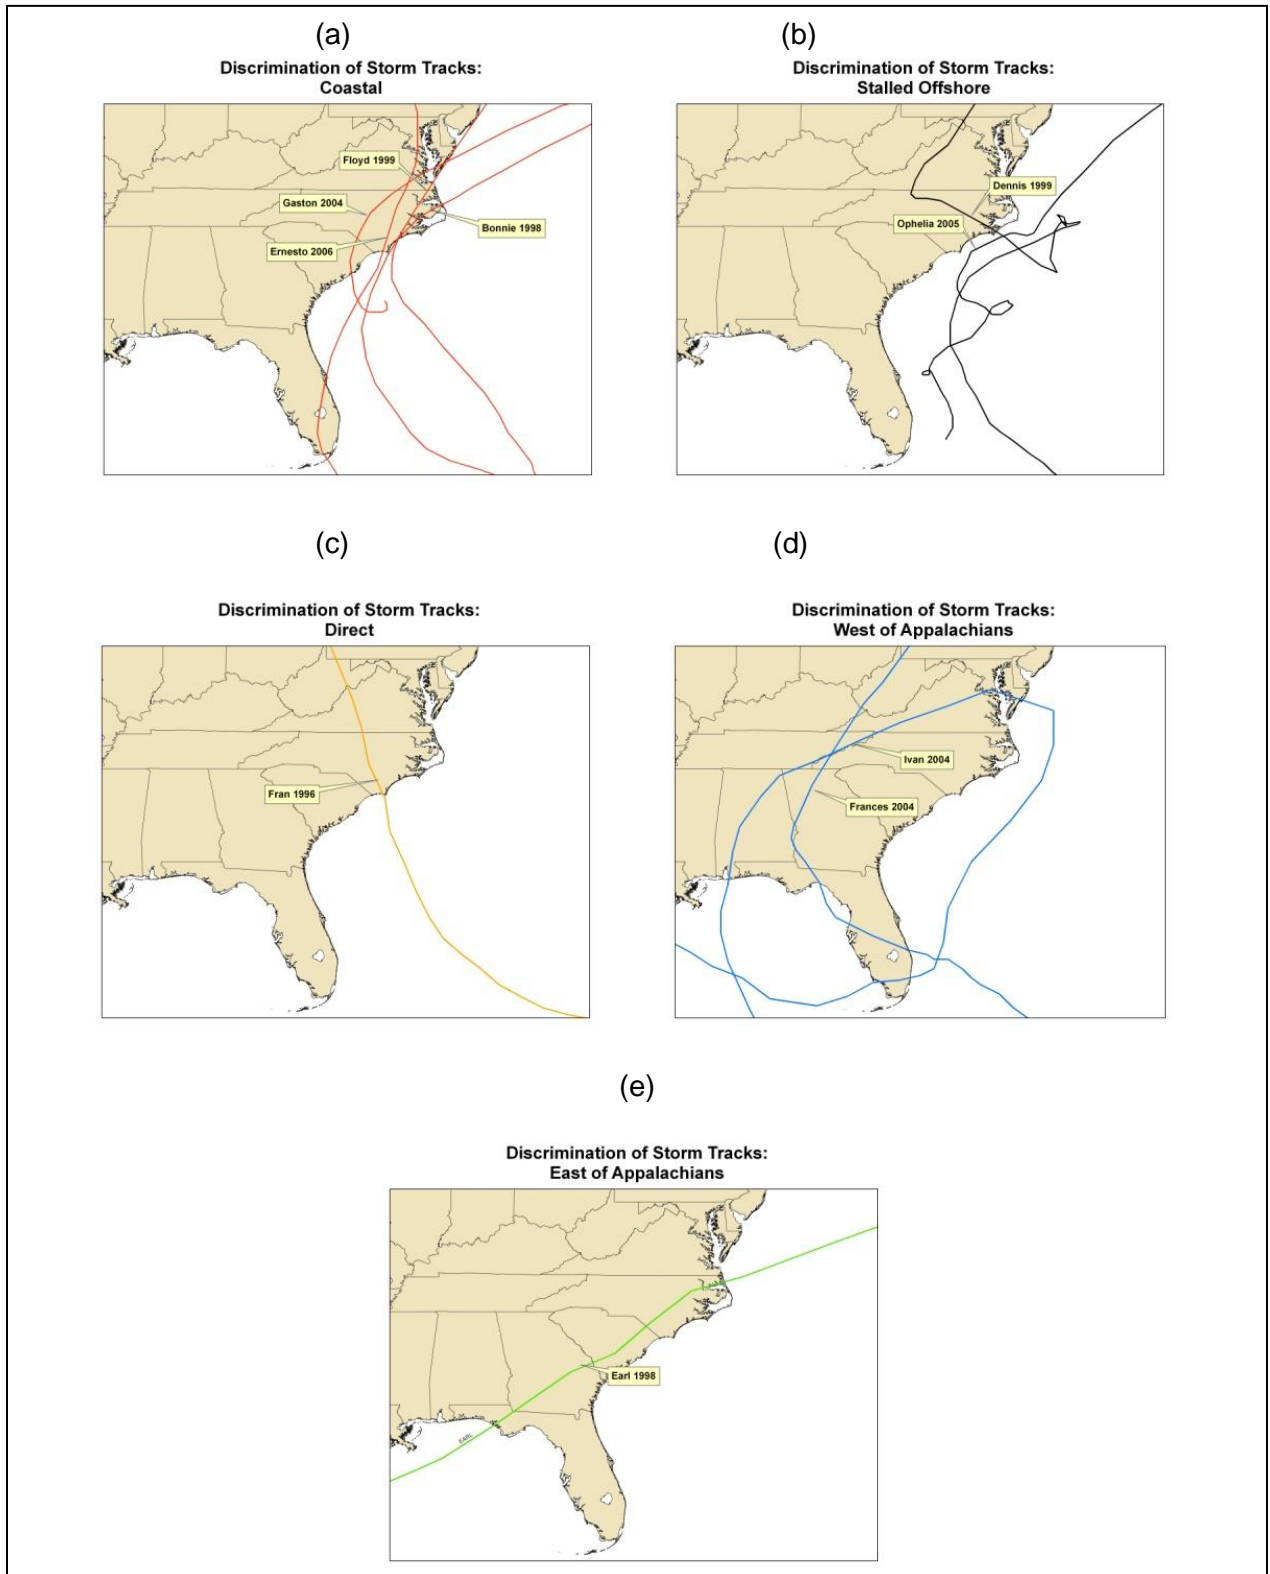 (a)
Discrimination of Storm Tracks:
Coastal
Floyd 1999
Gaston 2004
Bonnie 1998
Ernesto 2006
(b)
Discrimination of Storm Tracks:
Stalled Offshore
Dennis 1999
Ophelia 2005
(c)
Discrimination of Storm Tracks:
Direct
Fran 1996
(d)
Discrimination of Storm Tracks:
West of Appalachians
Ivan 2004
Frances 2004
(e)
Discrimination of Storm Tracks:
East of Appalachians
Earl 1998
EARL